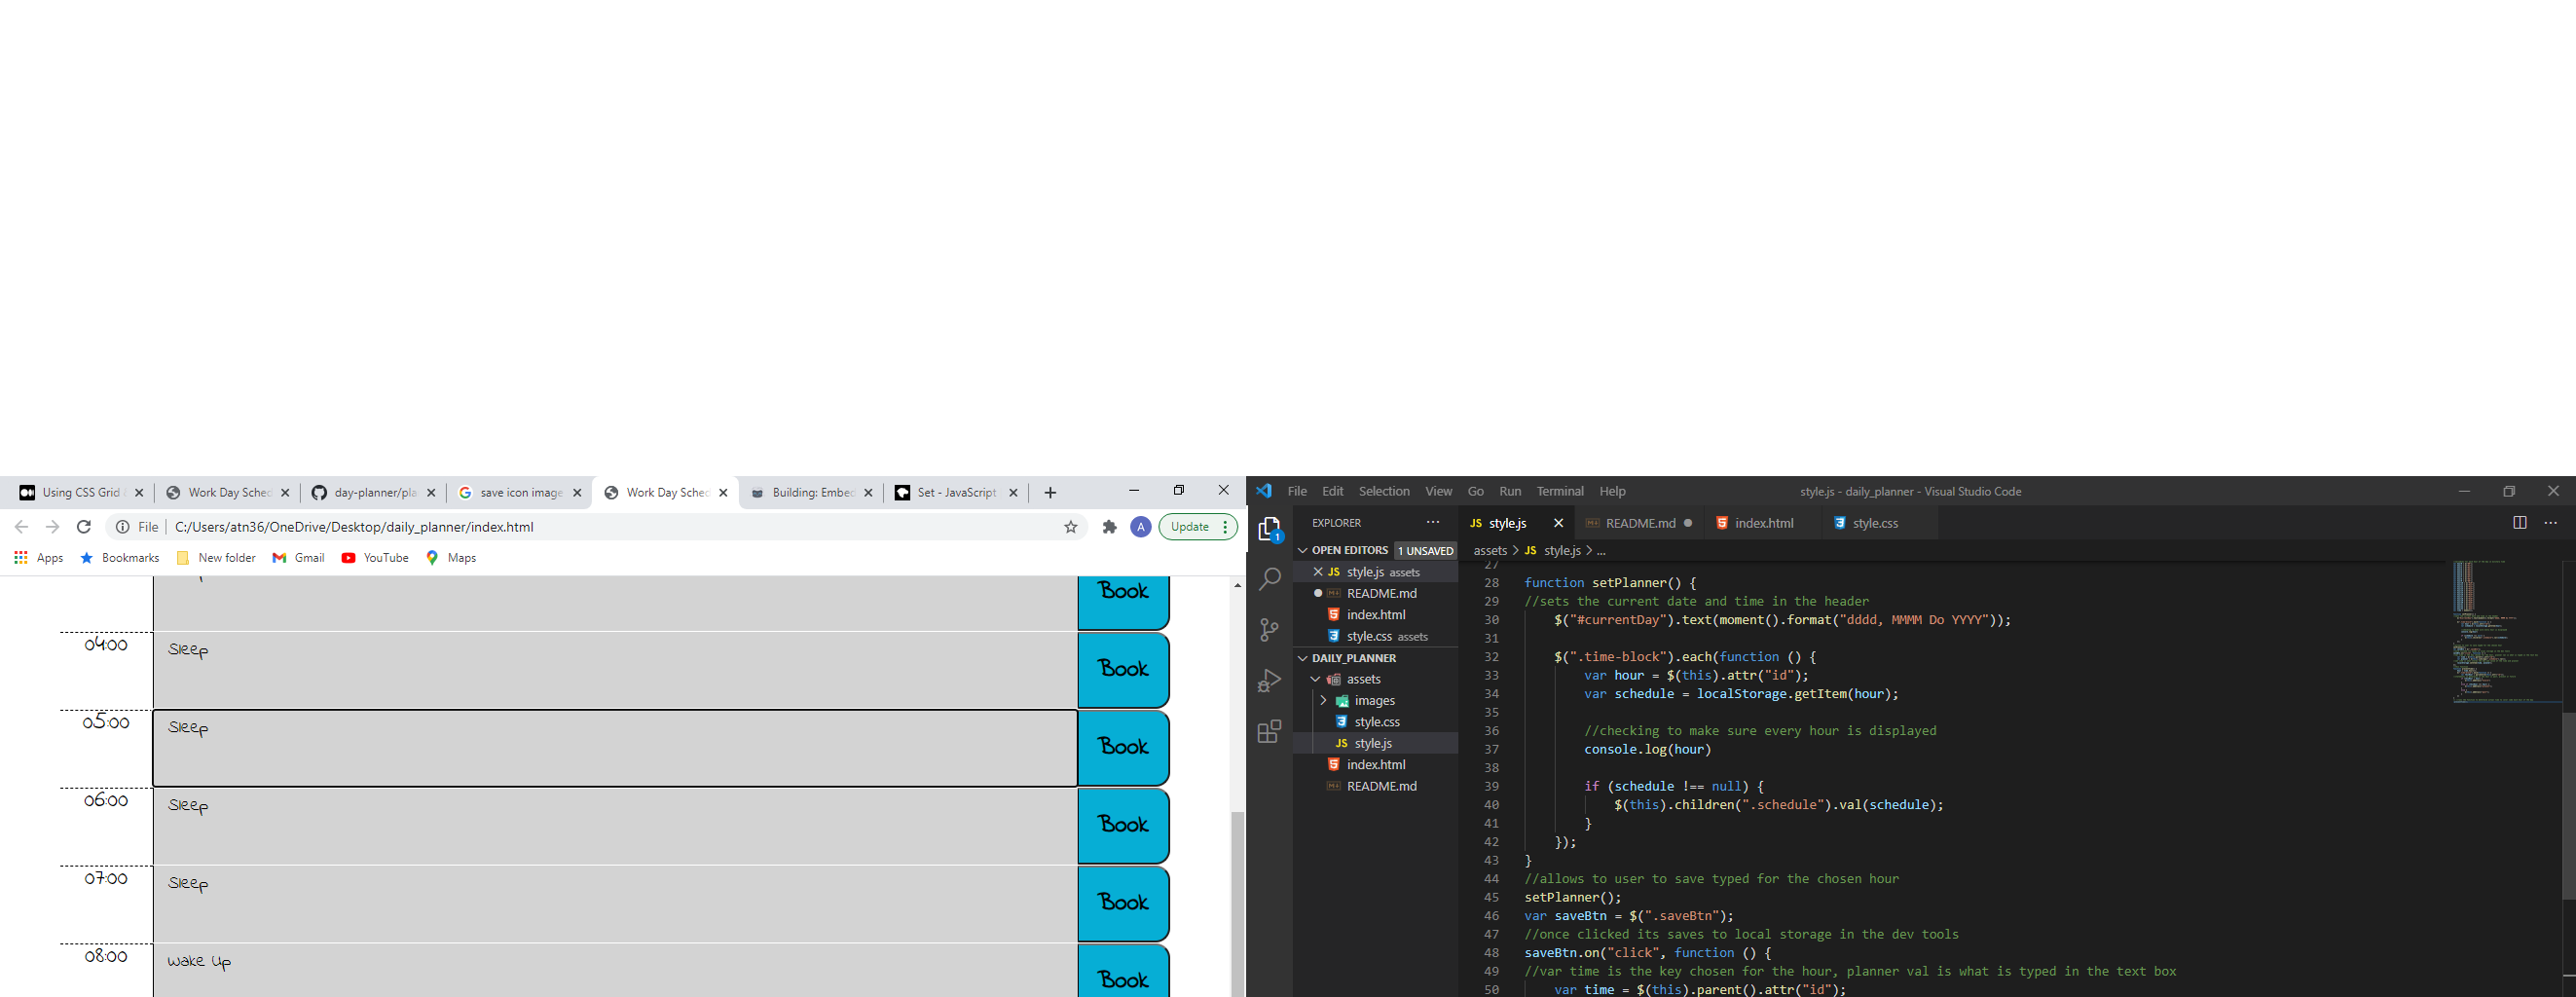 Using CSS Grid
Work Day Sched
day-planner/pla
save icon image
Work Day Sched
Building: Embed
Set - JavaScript
File C:/Users/atn36/OneDrive/Desktop/daily_planner/index.html
A
Update
Apps Bookmarks New folder Gmail YouTube Maps
Book
04:00 Sleep Book
05:00 Sleep Book
06:00 Sleep Book
07:00 Sleep Book
08:00 Wake Up Book
File Edit Selection View Go Run Terminal Help
style.js - daily_planner - Visual Studio Code
1
EXPLORER ...
OPEN EDITORS 1 UNSAVED
JS style.js assets
README.md
index.html
style.css assets
DAILY_PLANNER
assets
images
style.css
JS style.js
index.html
README.md
JS style.js README.md index.html style.css
assets > JS style.js > ...
27
28 function setPlanner() {
29 //sets the current date and time in the header
30 $("#currentDay").text(moment().format("dddd, MMMM Do YYYY"));
31
32 $(".time-block").each(function () {
33 var hour = $(this).attr("id");
34 var schedule = localStorage.getItem(hour);
35
36 //checking to make sure every hour is displayed
37 console.log(hour)
38
39 if (schedule !== null) {
40 $(this).children(".schedule").val(schedule);
41 }
42 });
43 }
44 //allows to user to save typed for the chosen hour
45 setPlanner();
46 var saveBtn = $(".saveBtn");
47 //once clicked its saves to local storage in the dev tools
48 saveBtn.on("click", function () {
49 //var time is the key chosen for the hour, planner val is what is typed in the text box
50 var time = $(this).parent().attr("id");